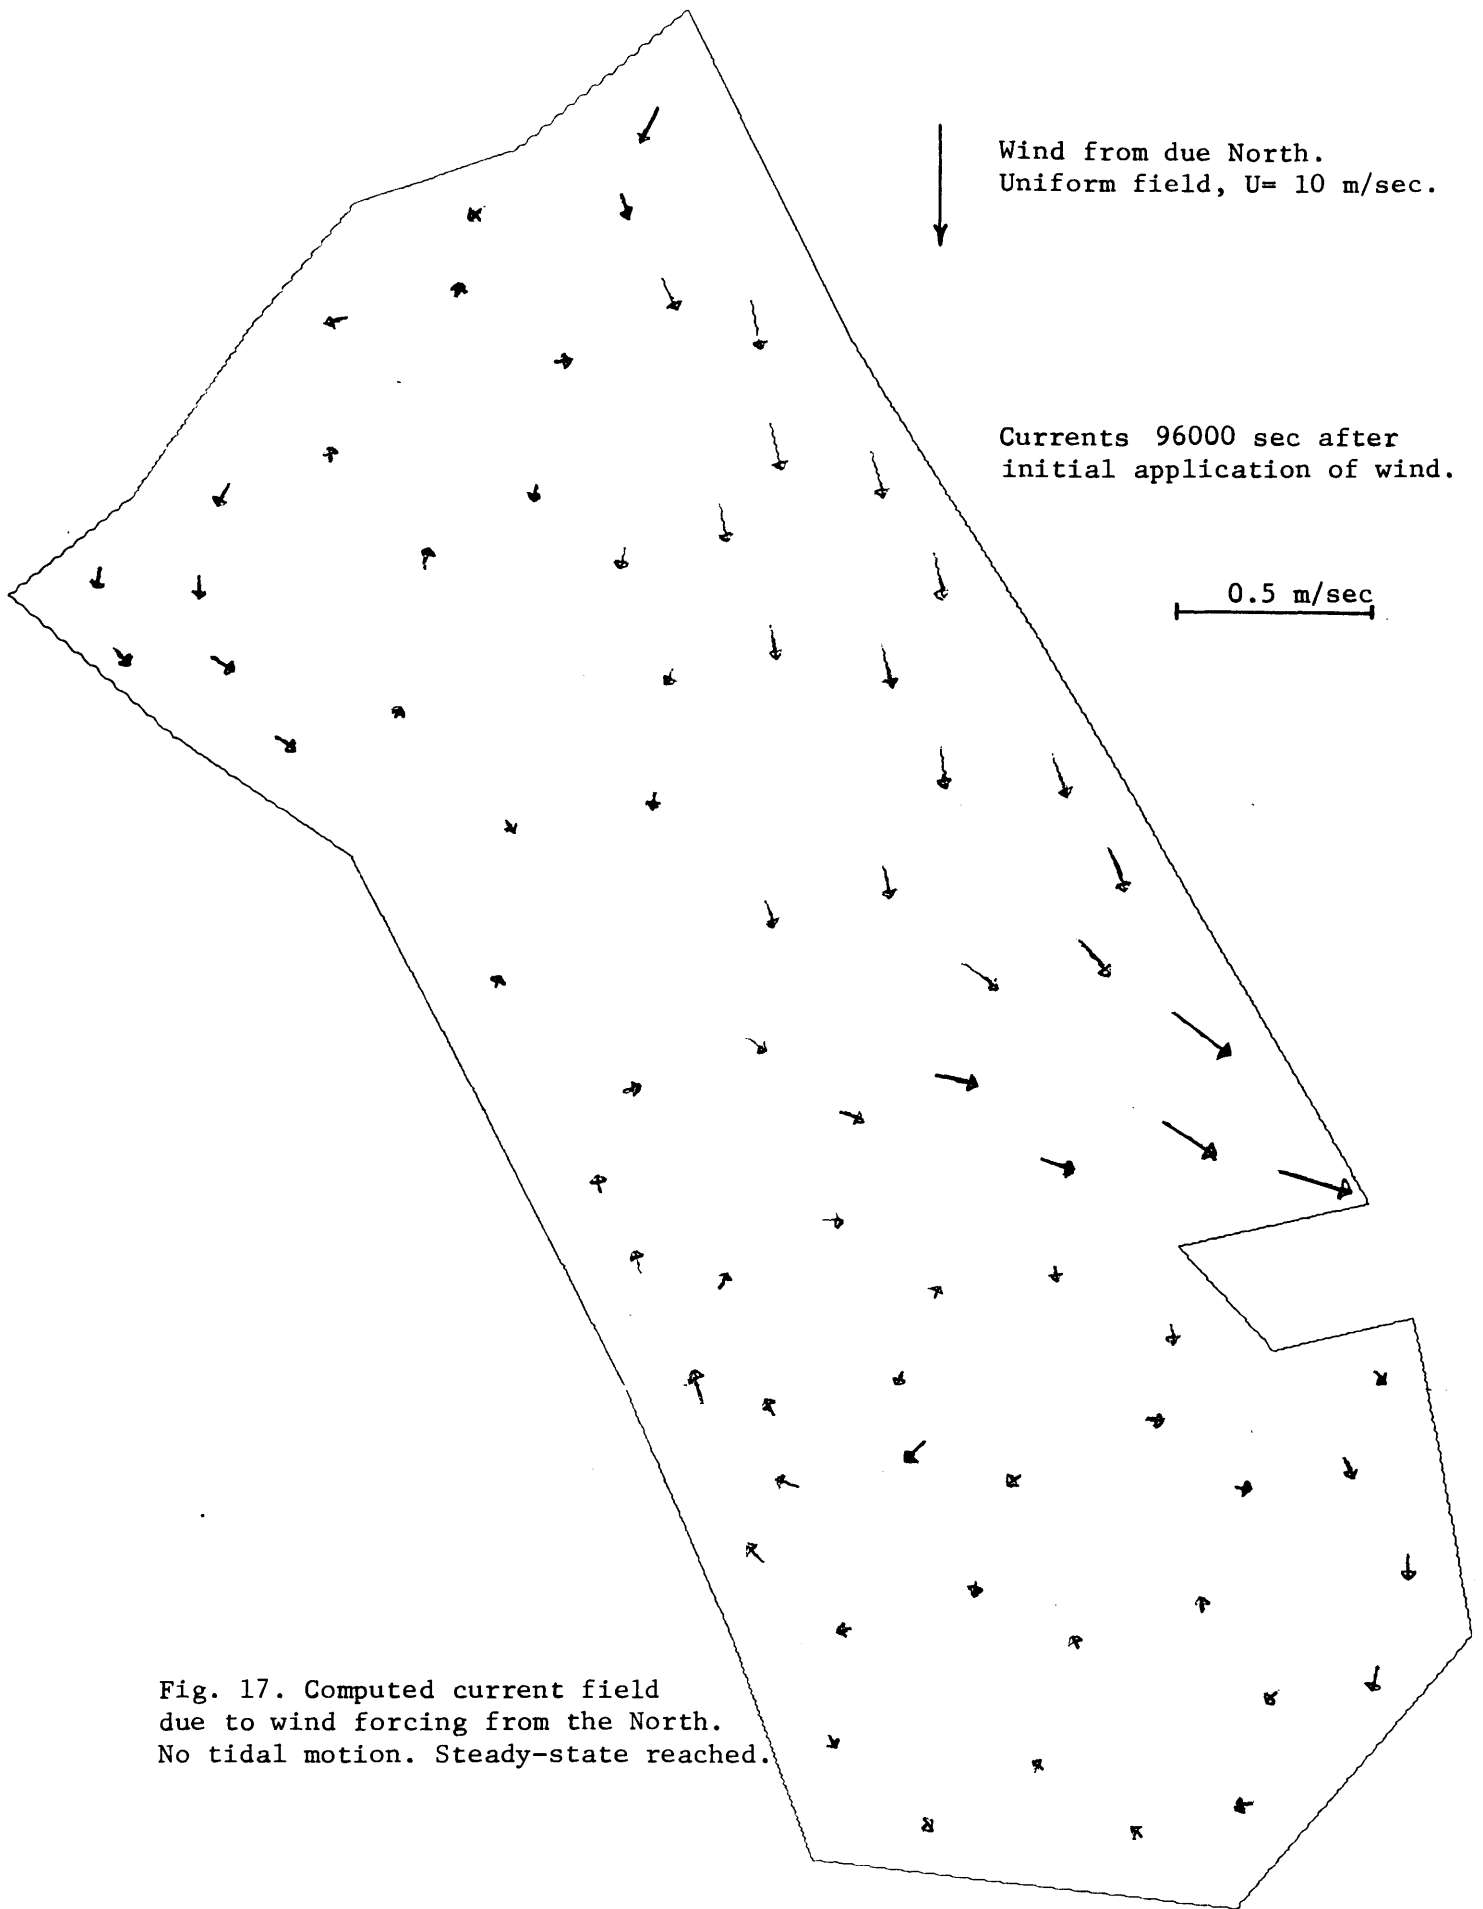 Wind from due North.
Uniform field, U= 10 m/sec.
Currents 96000 sec after
initial application of wind.
0.5 m/sec
Fig. 17. Computed current field
due to wind forcing from the North.
No tidal motion. Steady-state reached.